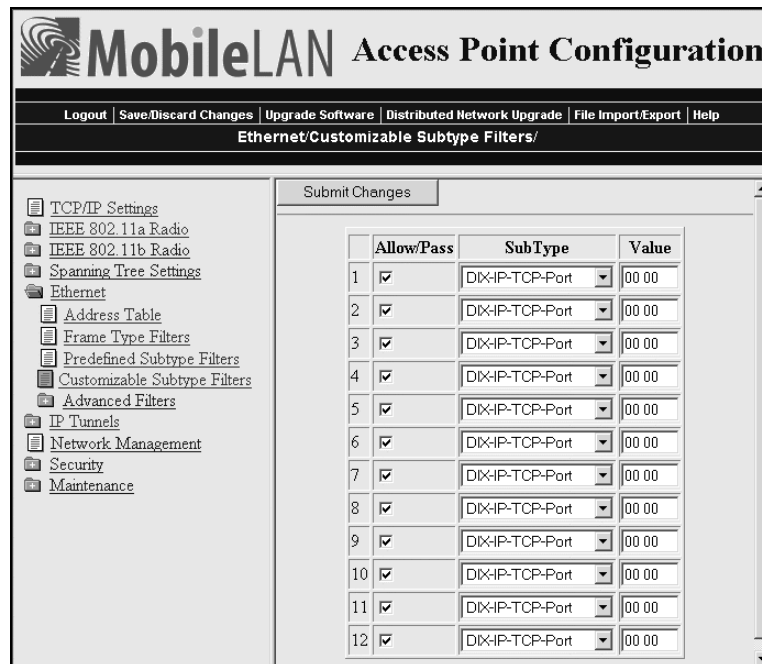 MobileLAN Access Point Configuration
Logout | Save/Discard Changes | Upgrade Software | Distributed Network Upgrade | File Import/Export | Help
Ethernet/Customizable Subtype Filters/
TCP/IP Settings
IEEE 802.11a Radio
IEEE 802.11b Radio
Spanning Tree Settings
Ethernet
Address Table
Frame Type Filters
Predefined Subtype Filters
Customizable Subtype Filters
Advanced Filters
IP Tunnels
Network Management
Security
Maintenance
Submit Changes
Allow/Pass SubType Value
1 DIX-IP-TCP-Port 00 00
2 DIX-IP-TCP-Port 00 00
3 DIX-IP-TCP-Port 00 00
4 DIX-IP-TCP-Port 00 00
5 DIX-IP-TCP-Port 00 00
6 DIX-IP-TCP-Port 00 00
7 DIX-IP-TCP-Port 00 00
8 DIX-IP-TCP-Port 00 00
9 DIX-IP-TCP-Port 00 00
10 DIX-IP-TCP-Port 00 00
11 DIX-IP-TCP-Port 00 00
12 DIX-IP-TCP-Port 00 00